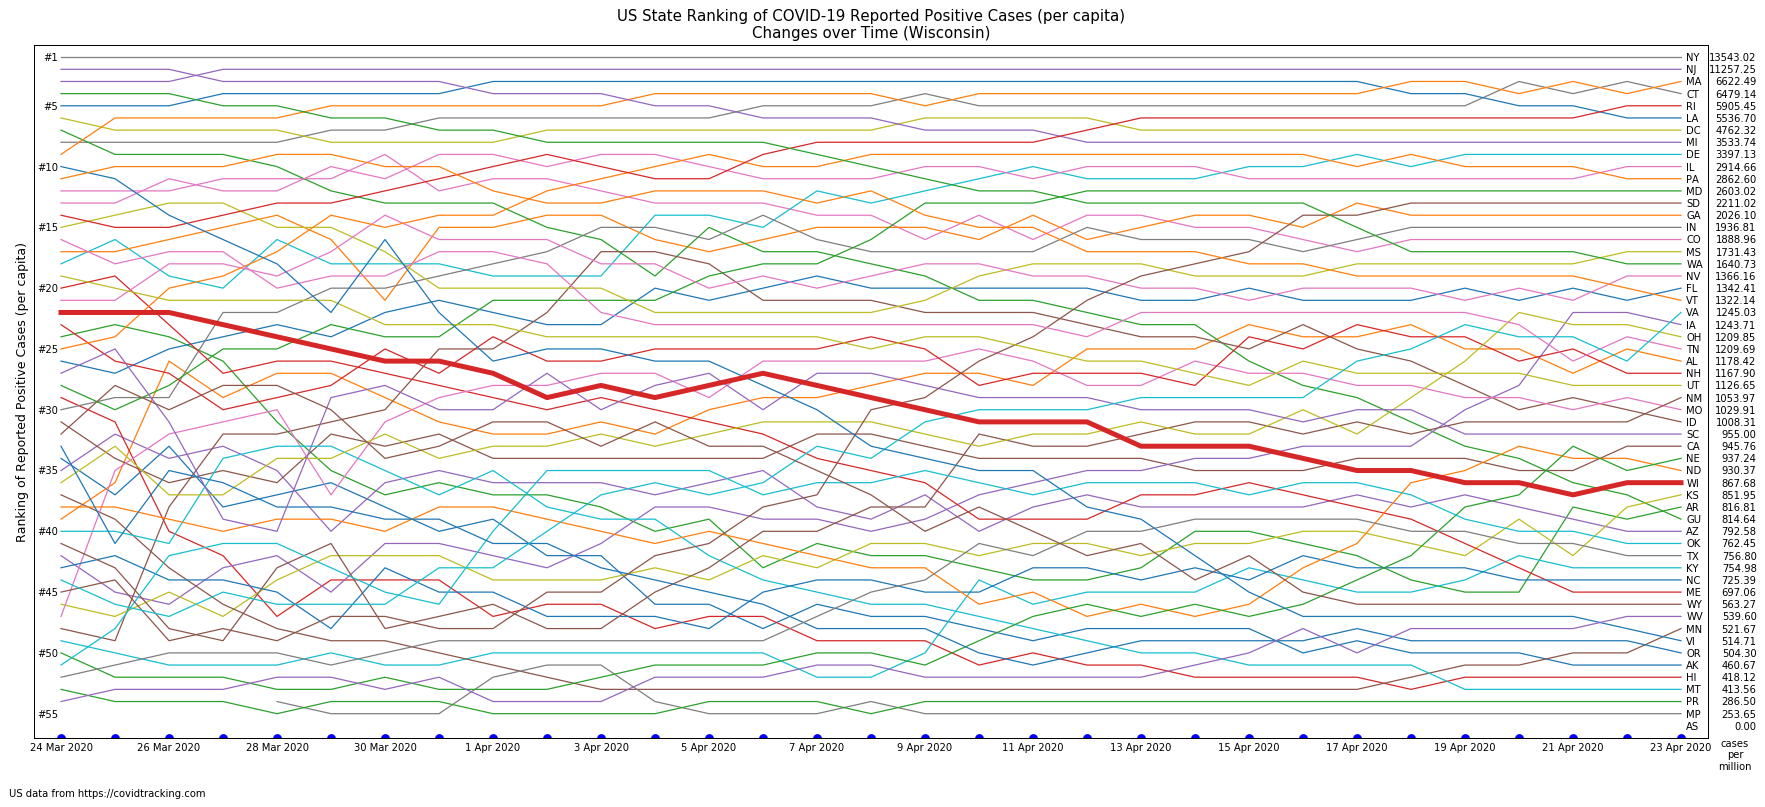 US State Ranking of COVID-19 Reported Positive Cases (per capita)
Changes over Time (Wisconsin)
Ranking of Reported Positive Cases (per capita)
#1
#5
#10
#15
#20
#25
#30
#35
#40
#45
#50
#55
NY 13543.02
NJ 11257.25
MA 6622.49
CT 6479.14
RI 5905.45
LA 5536.70
DC 4762.32
MI 3533.74
DE 3397.13
IL 2914.66
PA 2862.60
MD 2603.02
SD 2211.02
GA 2026.10
IN 1936.81
CO 1888.96
MS 1731.43
WA 1640.73
NV 1366.16
FL 1342.41
VT 1322.14
VA 1245.03
IA 1243.71
OH 1209.85
TN 1209.69
AL 1178.42
NH 1167.90
UT 1126.65
NM 1053.97
MO 1029.91
ID 1008.31
SC 955.00
CA 945.76
NE 937.24
ND 930.37
WI 867.68
KS 851.95
AR 816.81
GU 814.64
AZ 792.58
OK 762.45
TX 756.80
KY 754.98
NC 725.39
ME 697.06
WY 563.27
WV 539.60
MN 521.67
VI 514.71
OR 504.30
AK 460.67
HI 418.12
MT 413.56
PR 286.50
MP 253.65
AS 0.00
24 Mar 2020 26 Mar 2020 28 Mar 2020 30 Mar 2020 1 Apr 2020 3 Apr 2020 5 Apr 2020 7 Apr 2020 9 Apr 2020 11 Apr 2020 13 Apr 2020 15 Apr 2020 17 Apr 2020 19 Apr 2020 21 Apr 2020 23 Apr 2020
cases
per
million
US data from https://covidtracking.com